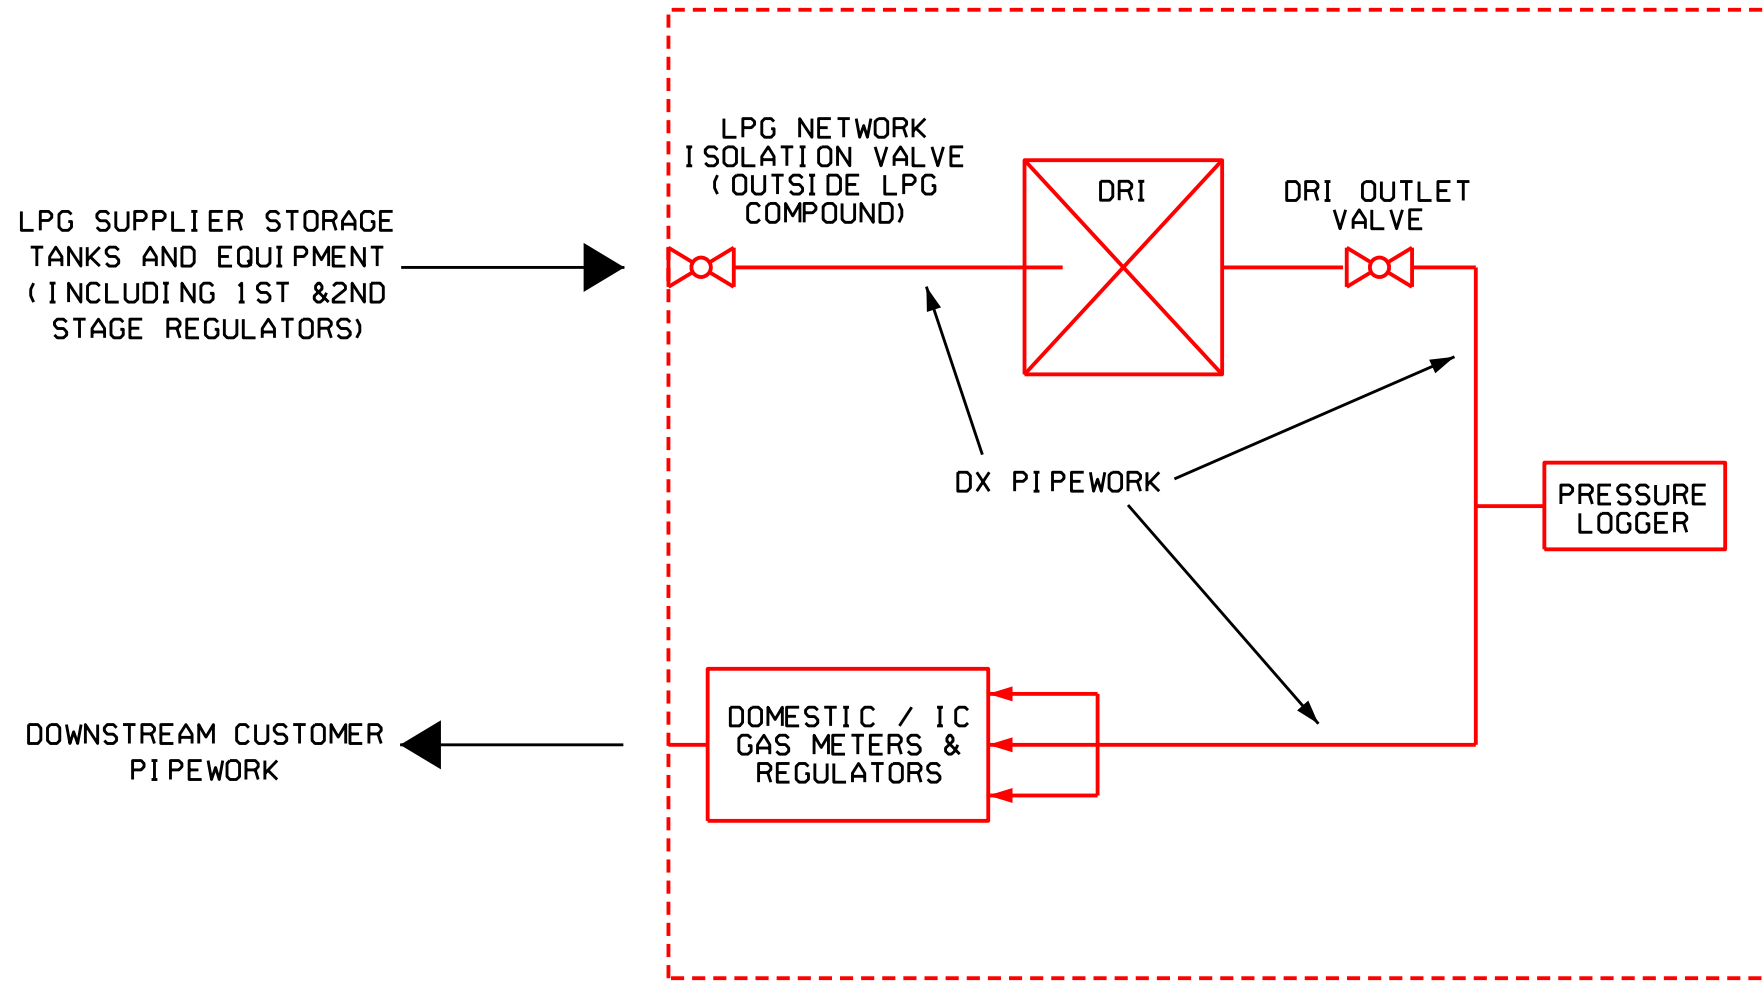 LPG NETWORK
ISOLATION VALVE
(OUTSIDE LPG
COMPOUND)
DRI
DRI OUTLET
VALVE
LPG SUPPLIER STORAGE
TANKS AND EQUIPMENT
(INCLUDING 1ST &2ND
STAGE REGULATORS)
DX PIPEWORK
PRESSURE
LOGGER
DOMESTIC / IC
GAS METERS &
REGULATORS
DOWNSTREAM CUSTOMER
PIPEWORK